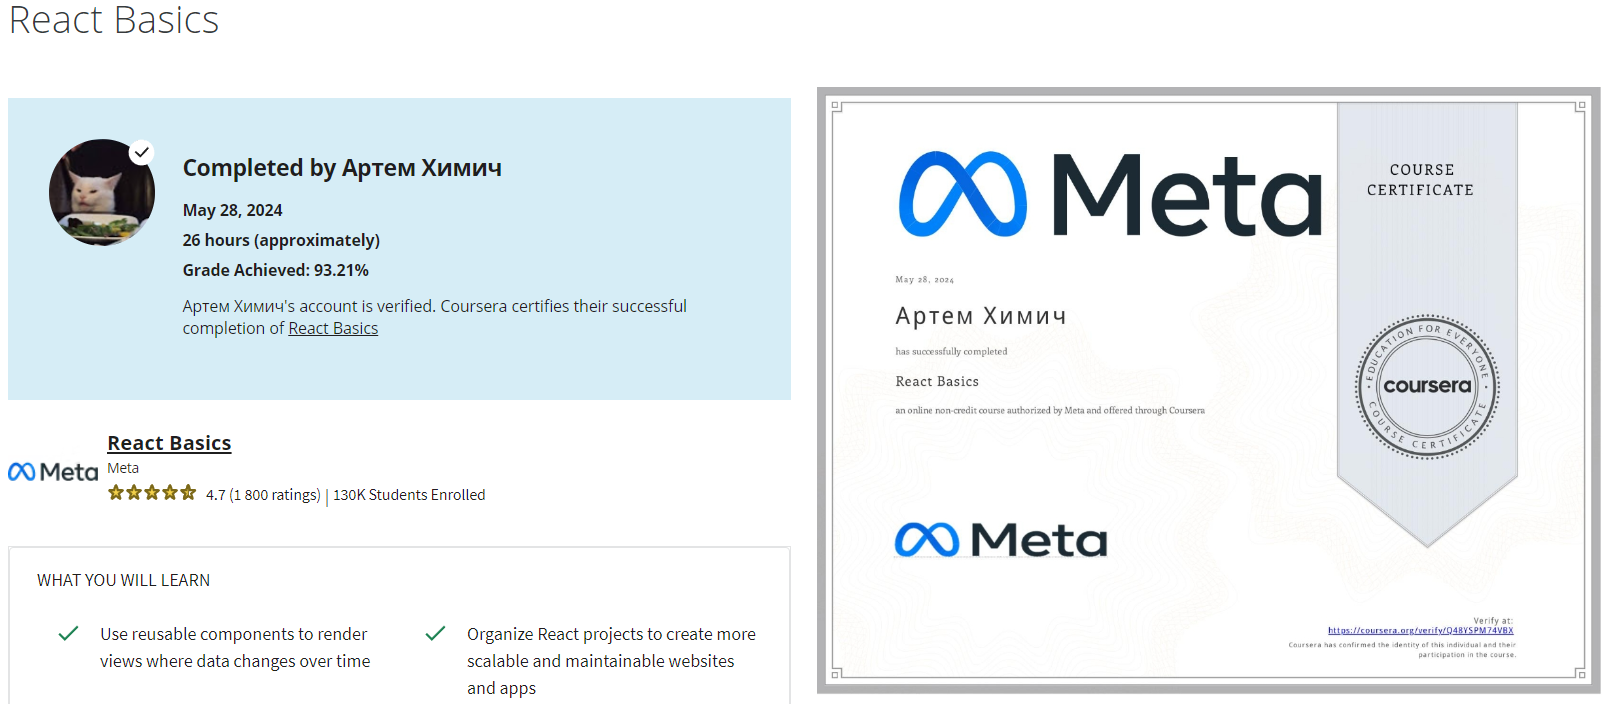 React Basics
Completed by Артем Химич
May 28, 2024
26 hours (approximately)
Grade Achieved: 93.21%
Артем Химич's account is verified. Coursera certifies their successful
completion of React Basics
Meta
React Basics
Meta
4.7 (1 800 ratings) | 130K Students Enrolled
WHAT YOU WILL LEARN
Use reusable components to render
views where data changes over time
Organize React projects to create more
scalable and maintainable websites
and apps
Meta
COURSE
CERTIFICATE
May 28, 2024
Артем Химич
has successfully completed
React Basics
an online non-credit course authorized by Meta and offered through Coursera
EDUCATION FOR EVERYONE
coursera
COURSE CERTIFICATE
Meta
Verify at:
https://coursera.org/verify/Q48YSPM74VBX
Coursera has confirmed the identity of this individual and their
participation in the course.